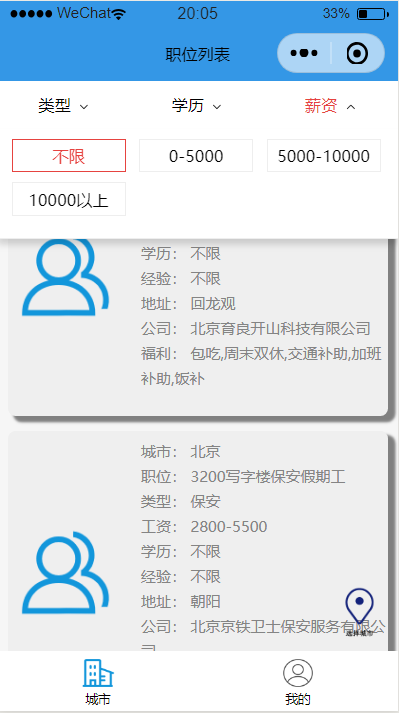 WeChat 20:05 33%
职位列表
类型 学历 薪资
不限 0-5000 5000-10000
10000以上
学历： 不限
经验： 不限
地址： 回龙观
公司： 北京育良开山科技有限公司
福利： 包吃,周末双休,交通补助,加班
补助,饭补
城市： 北京
职位： 3200写字楼保安假期工
类型： 保安
工资： 2800-5500
学历： 不限
经验： 不限
地址： 朝阳
公司： 北京京铁卫士保安服务有限公
司
选择城市
城市 我的